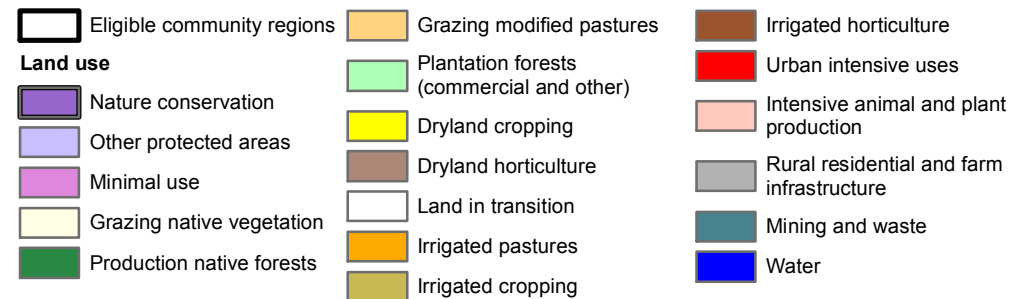 Eligible community regions
Land use
Nature conservation
Other protected areas
Minimal use
Grazing native vegetation
Production native forests
Grazing modified pastures
Plantation forests
(commercial and other)
Dryland cropping
Dryland horticulture
Land in transition
Irrigated pastures
Irrigated cropping
Irrigated horticulture
Urban intensive uses
Intensive animal and plant
production
Rural residential and farm
infrastructure
Mining and waste
Water